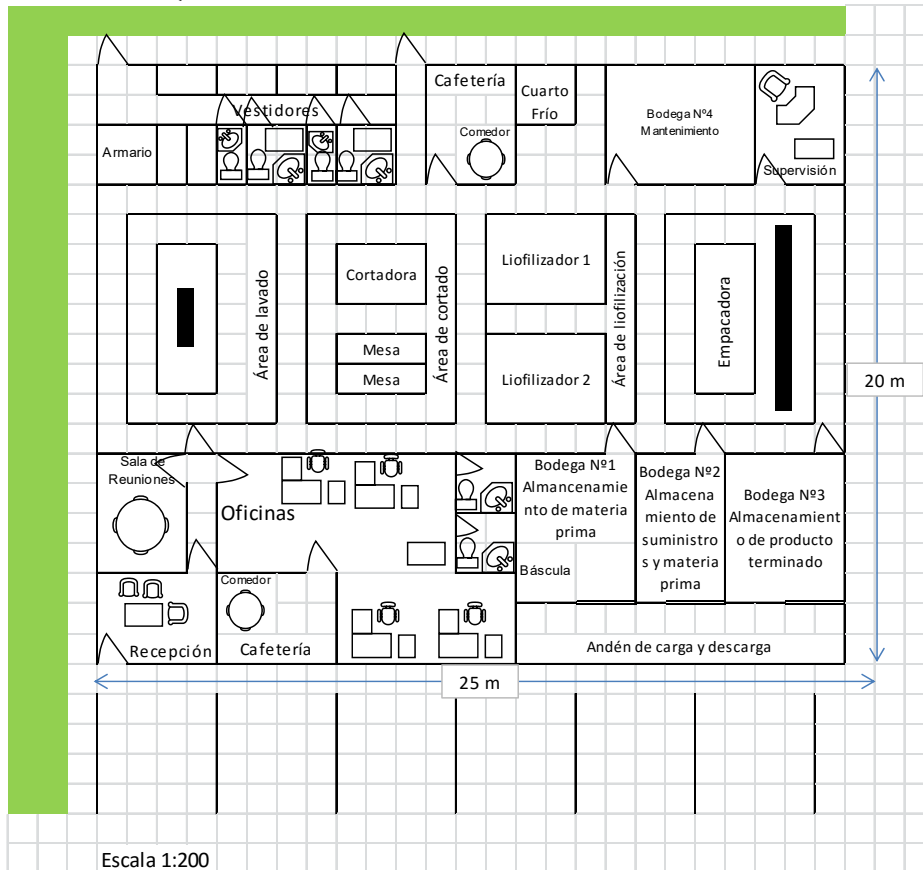 Cafetería
Cuarto
Frío
Vestidores
Bodega Nº4
Mantenimiento
Comedor
Armario
Supervisión
Área de lavado
Cortadora
Mesa
Mesa
Área de cortado
Liofilizador 1
Liofilizador 2
Área de liofilización
Empacadora
20 m
Sala de
Reuniones
Oficinas
Bodega Nº1
Almancenamie
nto de materia
prima
Báscula
Bodega Nº2
Almacena
miento de
suministro
s y materia
prima
Bodega Nº3
Almacenamient
o de producto
terminado
Comedor
Recepción
Cafetería
Andén de carga y descarga
25 m
Escala 1:200